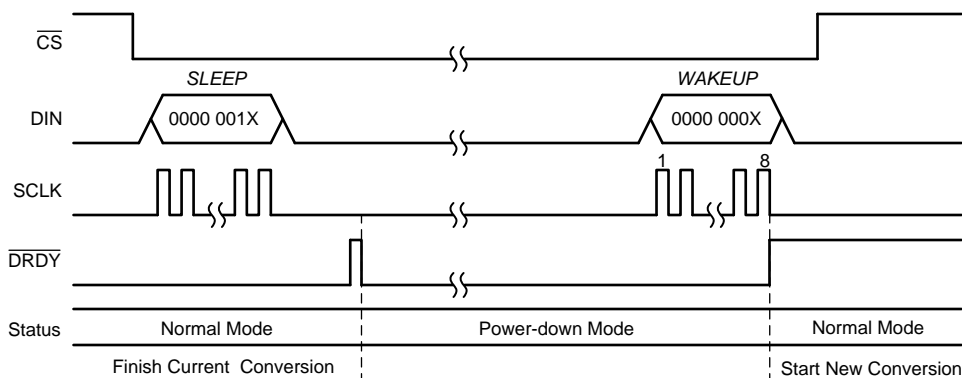 CS
SLEEP
WAKEUP
DIN
0000 001X
0000 000X
1
8
SCLK
DRDY
Status
Normal Mode
Power-down Mode
Normal Mode
Finish Current Conversion
Start New Conversion